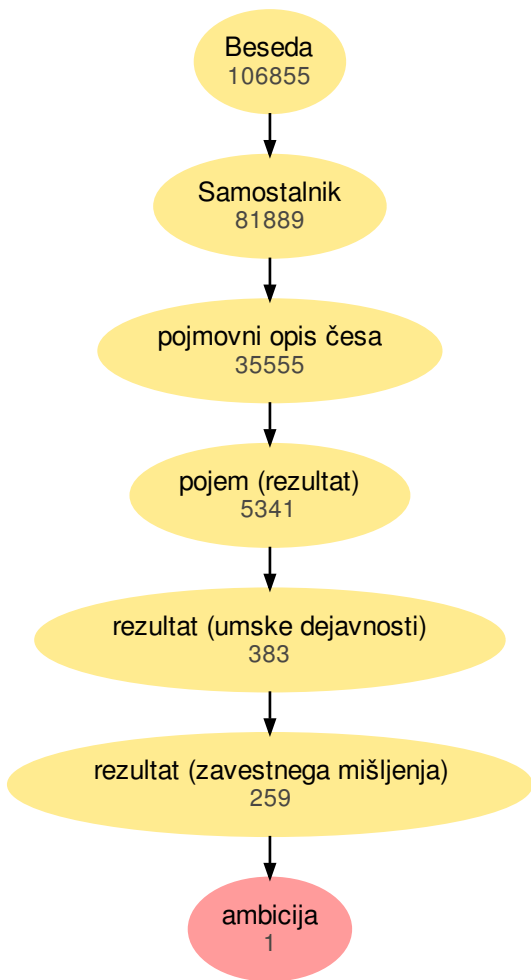 Beseda
106855
Samostalnik
81889
pojmovni opis česa
35555
pojem (rezultat)
5341
rezultat (umske dejavnosti)
383
rezultat (zavestnega mišljenja)
259
ambicija
1